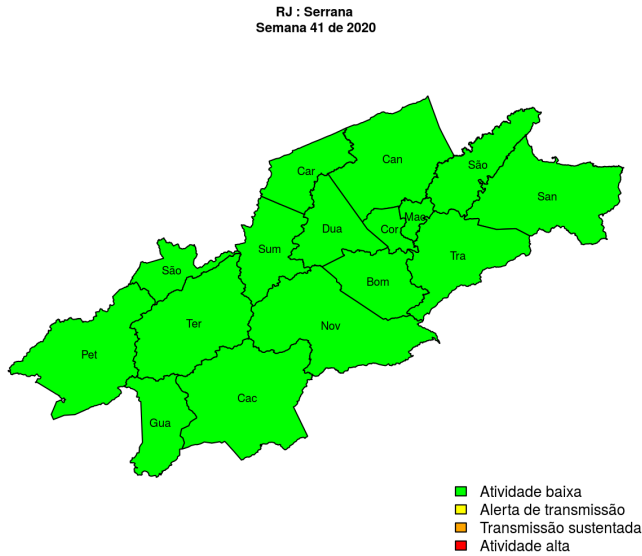 RJ : Serrana
Semana 41 de 2020
Can
São
Car
San
Mac
Dua
Cor
Sum
Tra
São
Bom
Ter
Nov
Pet
Cac
Gua
Atividade baixa
Alerta de transmissão
Transmissão sustentada
Atividade alta